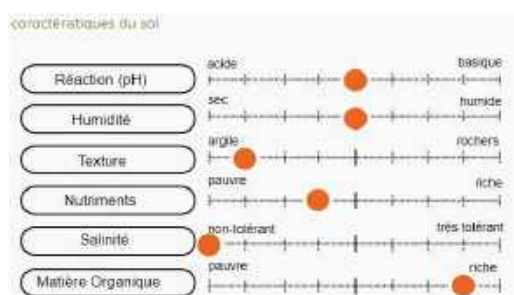 caractéristiques du sol
Réaction (pH) acide basique
Humidité sec humide
Texture argile rochers
Nutriments pauvre riche
Salinité non-tolérant très tolérant
Matière Organique pauvre riche